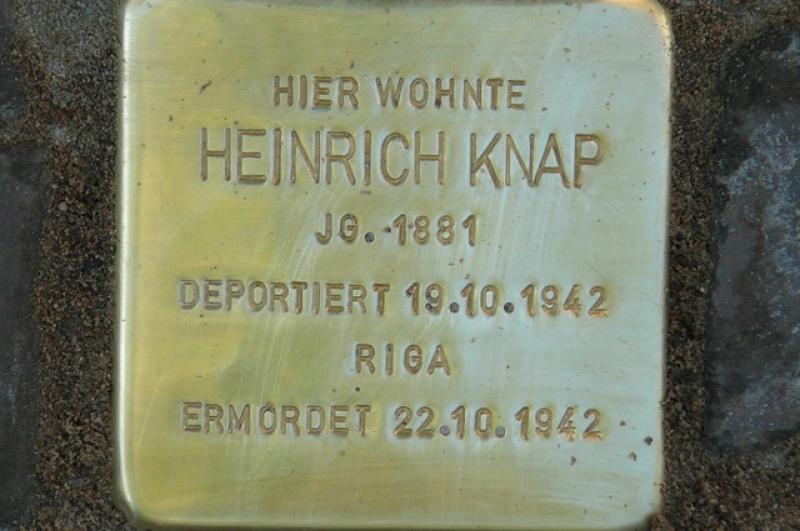 HIER WOHNTE
HEINRICH KNAP
JG. 1881
DEPORTIERT 19.10.1942
RIGA
ERMORDET 22.10.1942